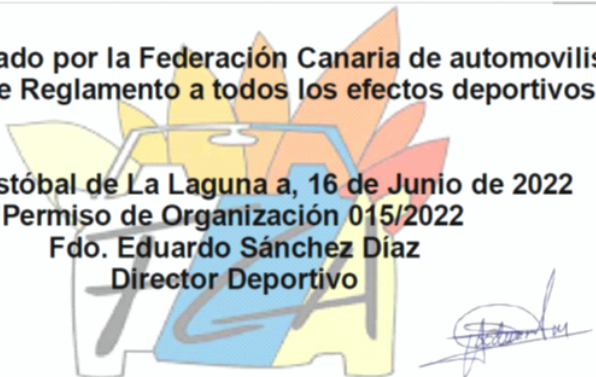 ado por la Federación Canaria de automovilis
e Reglamento a todos los efectos deportivos
stóbal de La Laguna a, 16 de Junio de 2022
Permiso de Organización 015/2022
Fdo. Eduardo Sánchez Díaz
Director Deportivo
FCA